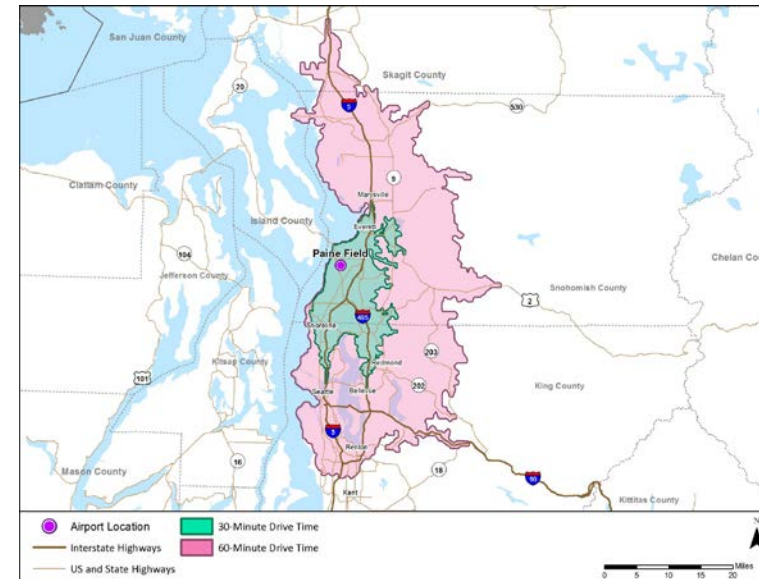 San Juan County
Skagit County
20
5
530
Clallam County
9
Marysville
Island County
Everett
Paine Field
104
Jefferson County
Chelan Co
2
Snohomish County
405
Shoreline
Kitsap County
Redmond
203
101
Seattle
Bellevue
202
King County
5
Renton
Mason County
16
18
90
Kent
Kittitas County
N
Airport Location
30-Minute Drive Time
Interstate Highways
60-Minute Drive Time
US and State Highways
Miles
0 5 10 15 20